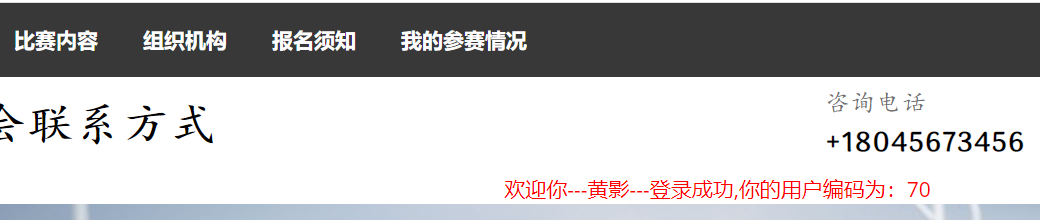 比赛内容 组织机构 报名须知 我的参赛情况
咨询电话
会联系方式
+18045673456
欢迎你---黄影---登录成功,你的用户编码为：70